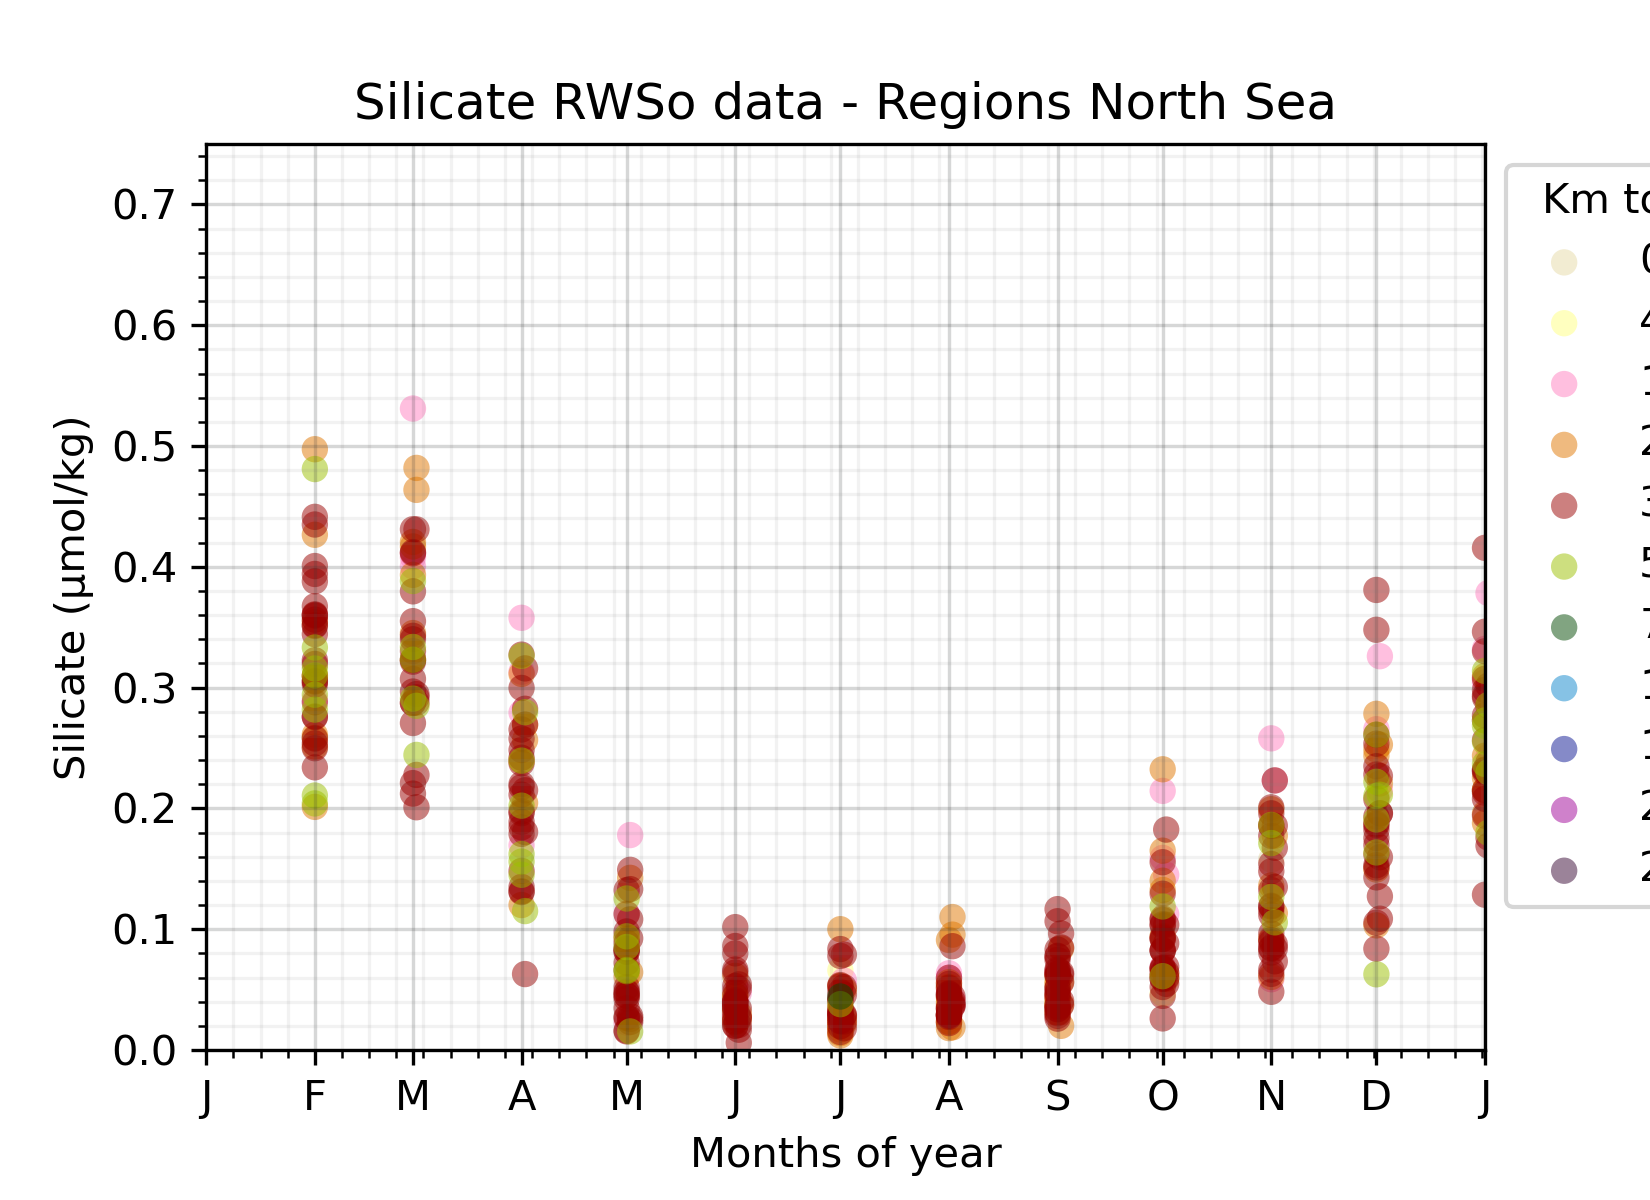 Silicate RWSo data - Regions North Sea
Silicate (µmol/kg)
0.7
0.6
0.5
0.4
0.3
0.2
0.1
0.0
J F M A M J J A S O N D J
Months of year
Km